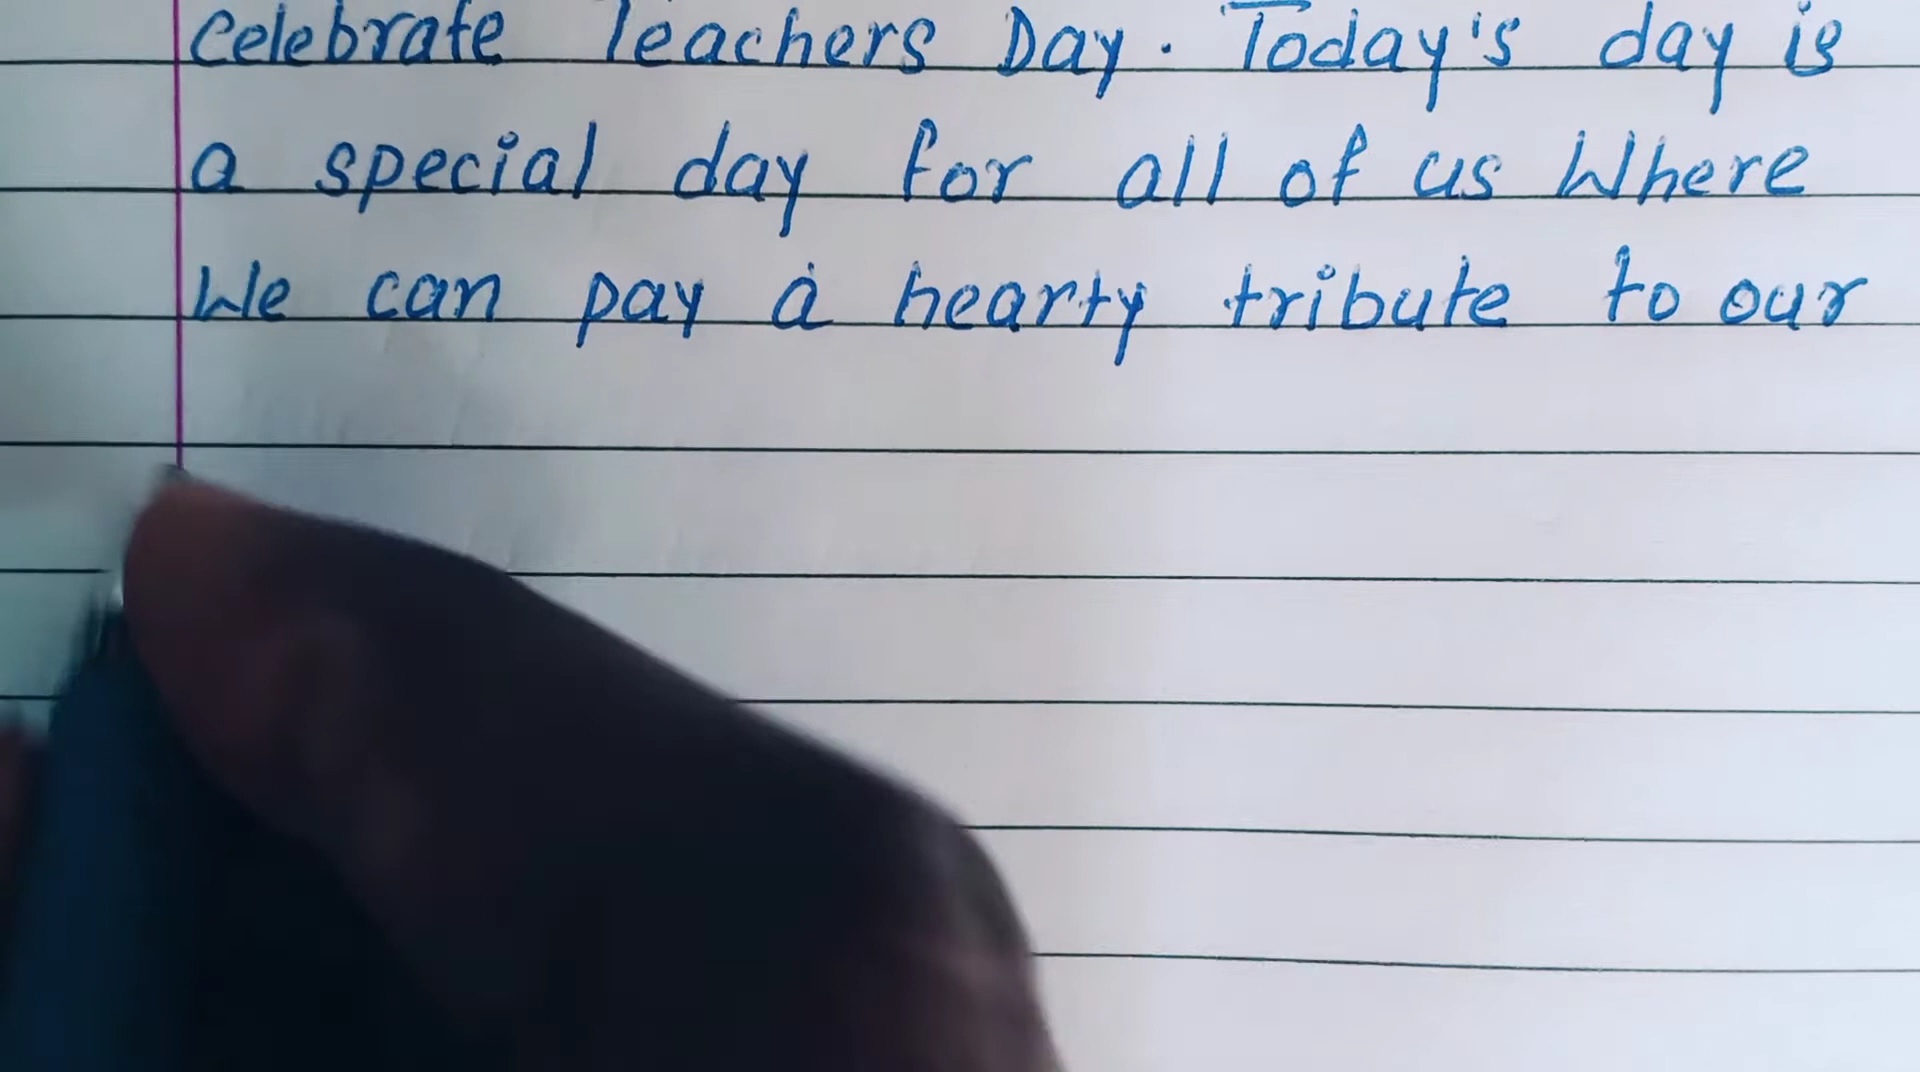 Celebrate Teachers Day. Today's day is
a special day for all of us Where
We can pay a hearty tribute to our